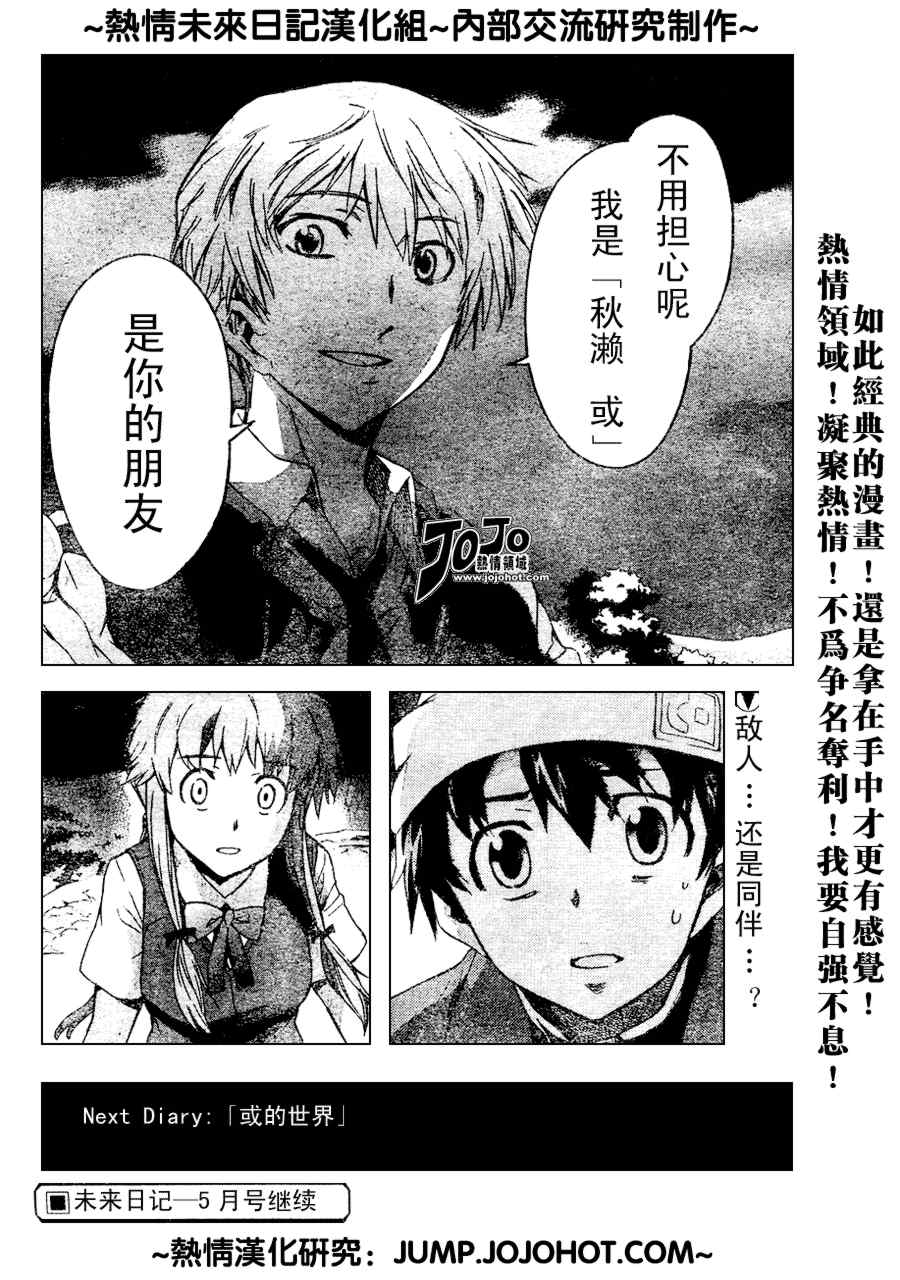 ~熱情未來日記漢化組~內部交流研究制作~
不用担心呢
我是「秋濑 或」
是你的朋友
JOJO
熱情領域
www.jojohot.com
如此經典的漫畫！還是拿在手中才更有感覺！
熱情領域！凝聚熱情！不爲争名奪利！我要自强不息！
敌人…还是同伴…？
Next Diary:「或的世界」
未来日记—5月号继续
~熱情漢化研究：JUMP.JOJOHOT.COM~